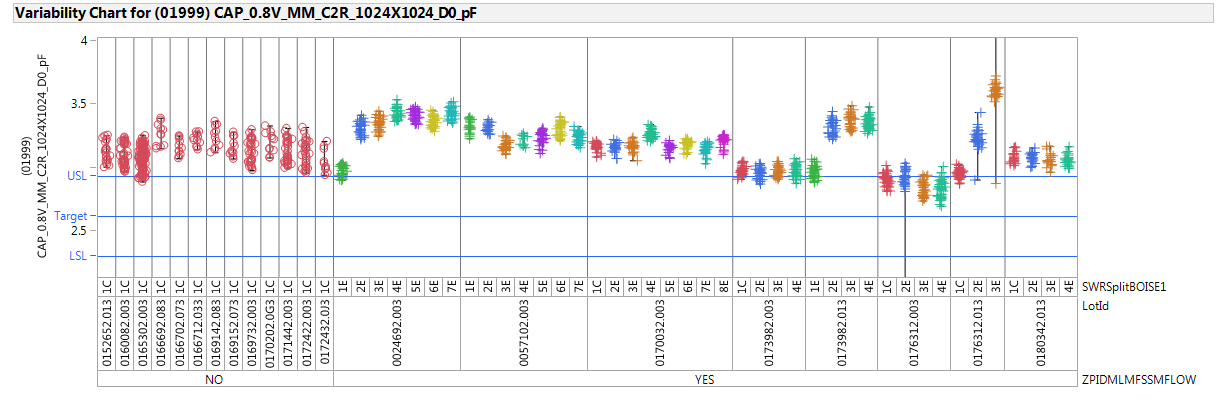 Variability Chart for (01999) CAP_0.8V_MM_C2R_1024X1024_D0_pF
(01999)
CAP_0.8V_MM_C2R_1024X1024_D0_pF
4
3.5
USL
Target
2.5
LSL
1C 1C 1C 1C 1C 1C 1C 1C 1C 1C 1C 1C 1C 1E 2E 3E 4E 5E 6E 7E 1E 2E 3E 4E 5E 6E 7E 1C 2E 3E 4E 5E 6E 7E 8E 1C 2E 3E 4E 1E 2E 3E 4E 1C 2E 3E 4E 1C 2E 3E 1C 2E 3E 4E SWRSplitBOISE1
0152652.013 0160082.003 0165302.003 0166692.083 0166702.073 0166712.033 0169142.083 0169152.073 0169732.003 0170202.0G3 0171442.003 0172422.003 0172432.0J3 0024692.003 0057102.003 0170032.003 0173982.003 0173982.013 0176312.003 0176312.013 0180342.013 LotId
NO YES ZPIDMLMFSSMFLOW